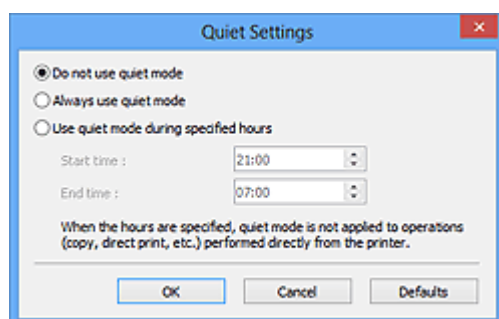 Quiet Settings
Do not use quiet mode
Always use quiet mode
Use quiet mode during specified hours
Start time : 21:00
End time : 07:00
When the hours are specified, quiet mode is not applied to operations
(copy, direct print, etc.) performed directly from the printer.
OK Cancel Defaults